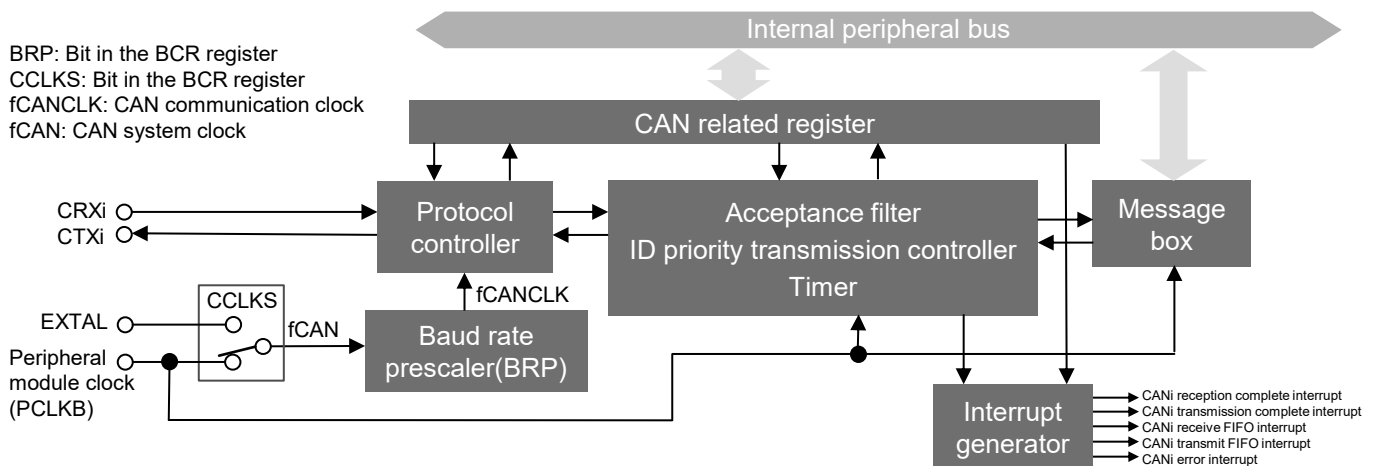 Internal peripheral bus
BRP: Bit in the BCR register
CCLKS: Bit in the BCR register
fCANCLK: CAN communication clock
fCAN: CAN system clock
CAN related register
CRXi
CTXi
Protocol
controller
Acceptance filter
ID priority transmission controller
Timer
Message
box
fCANCLK
CCLKS
EXTAL
fCAN
Baud rate
prescaler(BRP)
Peripheral
module clock
(PCLKB)
Interrupt
generator
CANi reception complete interrupt
CANi transmission complete interrupt
CANi receive FIFO interrupt
CANi transmit FIFO interrupt
CANi error interrupt